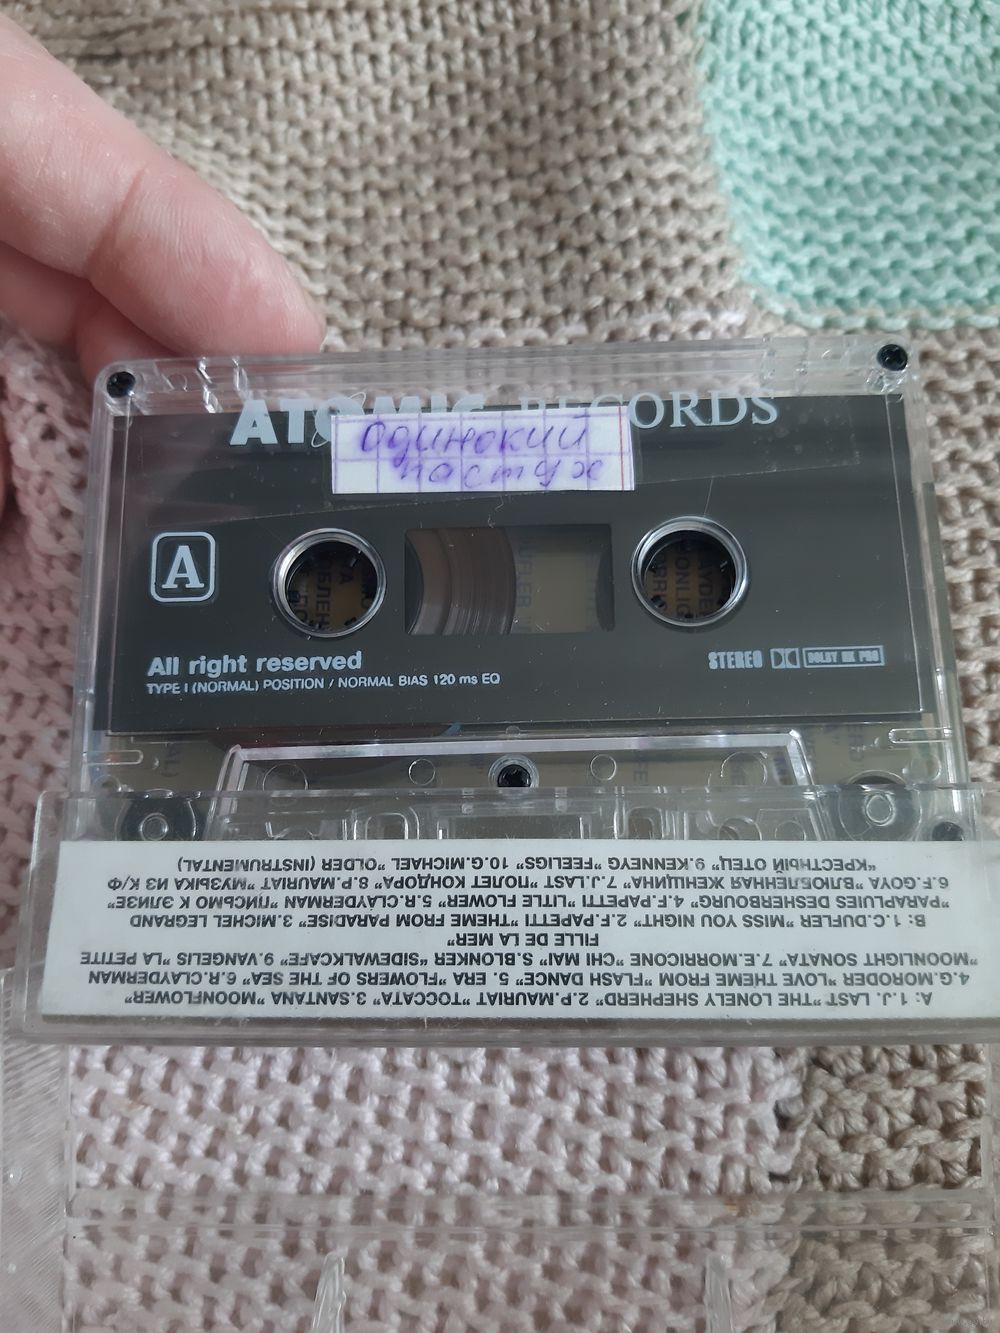 ATOMIC RECORDS
Одинокий
пастух
A
All right reserved
TYPE I (NORMAL) POSITION / NORMAL BIAS 120 ms EQ
STEREO DOLBY HX PRO
A: 1.J. LAST "THE LONELY SHEPHERD" 2.P.MAURIAT "TOCCATA" 3.SANTANA "MOONFLOWER"
4.G.MORODER "LOVE THEME FROM "FLASH DANCE" 5. ERA "FLOWERS OF THE SEA" 6.R.CLAYDERMAN
"MOONLIGHT SONATA" 7.E.MORRICONE "CHI MAI" 8.BLONKER "SIDEWALKCAFE" 9.VANGELIS "LA PETITE
FILLE DE LA MER"
B: 1.C.DUFLER "MISS YOU NIGHT" 2.F.PAPETTI "THEME FROM PARADISE" 3.MICHEL LEGRAND
"PARAPLUIES DESHERBOURG" 4.F.PAPETTI "LITTLE FLOWER" 5.R.CLAYDERMAN "ПИСЬМО К ЭЛИЗЕ"
6.F.GOYA "ВЛЮБЛЕННАЯ ЖЕНЩИНА" 7.J.LAST "ПОЛЕТ КОНДОРА" 8.P.MAURIAT "МУЗЫКА ИЗ К/Ф
"КРЕСТНЫЙ ОТЕЦ" 9.KENNEYG "FEELIGS" 10.G.MICHAEL "OLDER (INSTRUMENTAL)